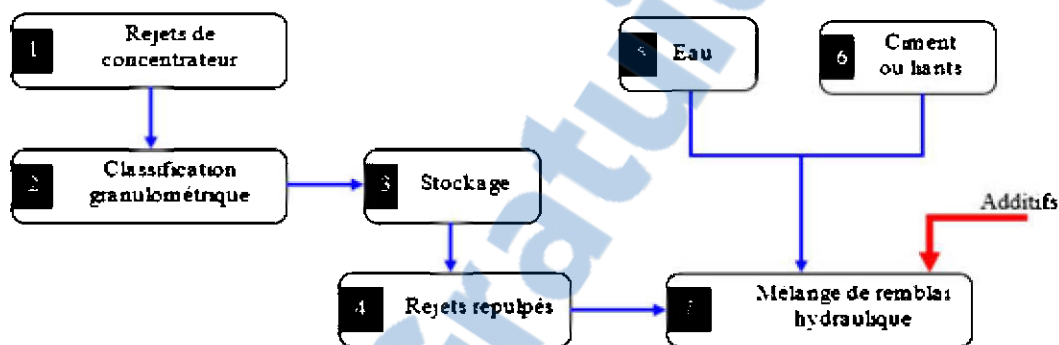 1
Rejets de
concentrateur
2
Classification
granulométrique
3
Stockage
4
Rejets repulpés
Eau
6
Ciment
ou liants
Additifs
Mélange de remblai
hydraulique